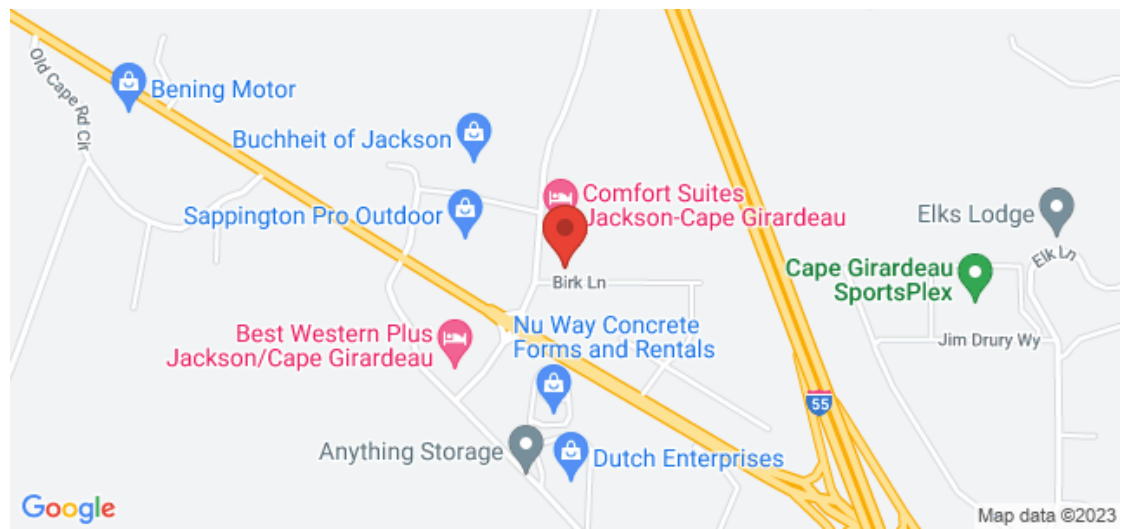 Old Cape Rd Cir
Bening Motor
Buchheit of Jackson
Comfort Suites
Jackson-Cape Girardeau
Sappington Pro Outdoor
Elks Lodge
Elk Ln
Cape Girardeau
SportsPlex
Birk Ln
Nu Way Concrete
Forms and Rentals
Best Western Plus
Jackson/Cape Girardeau
Jim Drury Wy
55
Anything Storage
Dutch Enterprises
Google
Map data ©2023